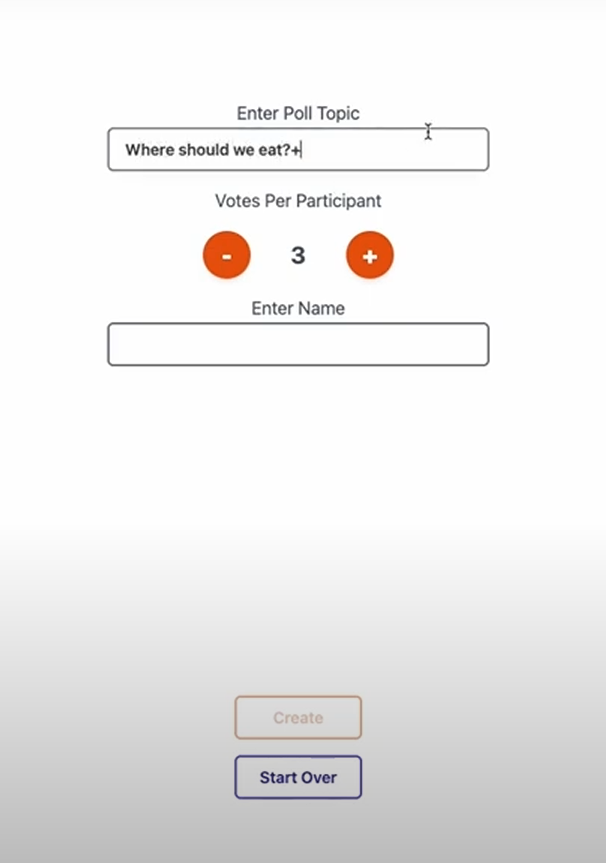 Enter Poll Topic
Where should we eat?+
Votes Per Participant
- 3 +
Enter Name
Create
Start Over